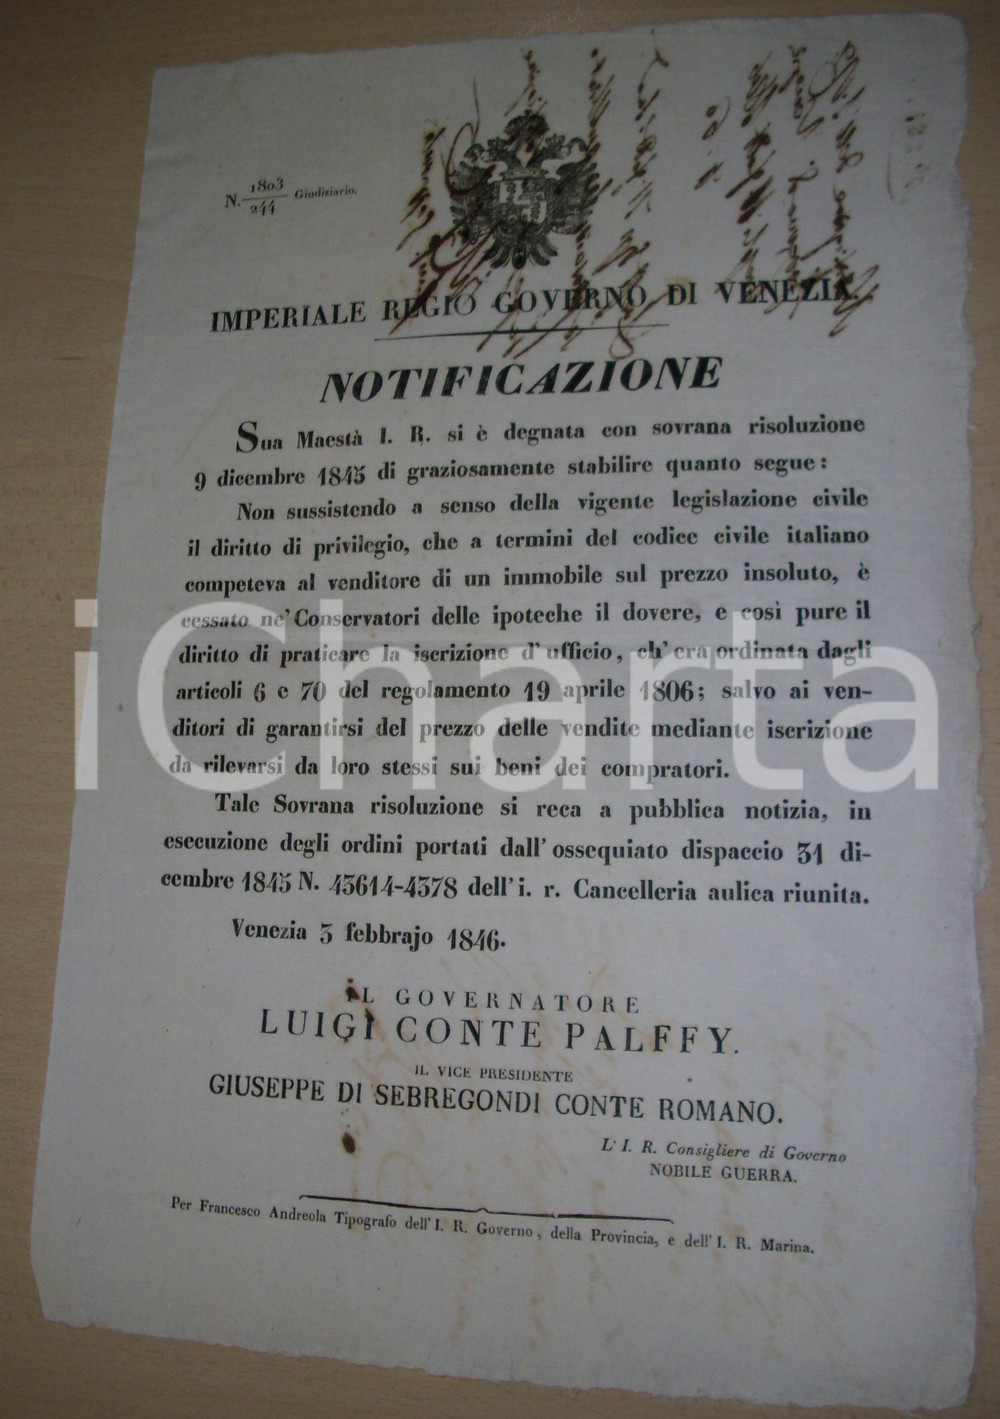 N. 1803/244 Giudiziario.
IMPERIALE REGIO GOVERNO DI VENEZIA.
NOTIFICAZIONE
Sua Maestà I. R. si è degnata con sovrana risoluzione
9 dicembre 1845 di graziosamente stabilire quanto segue:
Non sussistendo a senso della vigente legislazione civile
il diritto di privilegio, che a termini del codice civile italiano
competeva al venditore di un immobile sul prezzo insoluto, è
cessato ne' Conservatori delle ipoteche il dovere, e così pure il
diritto di praticare la iscrizione d'ufficio, ch'era ordinata dagli
articoli 6 e 70 del regolamento 19 aprile 1806; salvo ai ven-
ditori di garantirsi del prezzo delle vendite mediante iscrizione
da rilevarsi da loro stessi sui beni dei compratori.
Tale Sovrana risoluzione si reca a pubblica notizia, in
esecuzione degli ordini portati dall'ossequiato dispaccio 31 di-
cembre 1845 N. 43614-4378 dell'i. r. Cancelleria aulica riunita.
Venezia 3 febbrajo 1846.
IL GOVERNATORE
LUIGI CONTE PALFFY.
IL VICE PRESIDENTE
GIUSEPPE DI SEBREGONDI CONTE ROMANO.
L'I. R. Consigliere di Governo
NOBILE GUERRA.
Per Francesco Andreola Tipografo dell'I. R. Governo, della Provincia, e dell'I. R. Marina.
iCharta